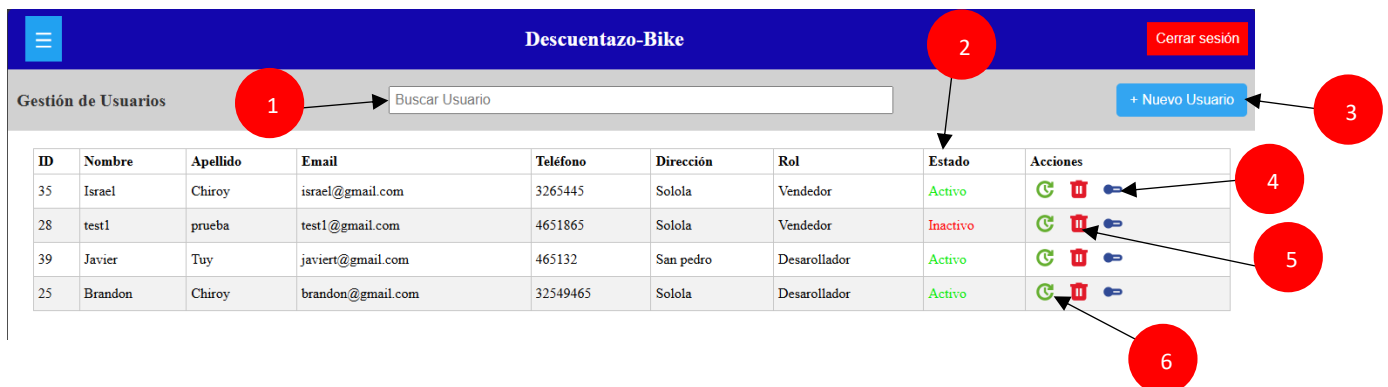 ☰ Descuentazo-Bike Cerrar sesión
2
Gestión de Usuarios 1 Buscar Usuario + Nuevo Usuario 3
ID Nombre Apellido Email Teléfono Dirección Rol Estado Acciones
35 Israel Chiroy israel@gmail.com 3265445 Solola Vendedor Activo 4
28 test1 prueba test1@gmail.com 4651865 Solola Vendedor Inactivo
39 Javier Tuy javiert@gmail.com 465132 San pedro Desarollador Activo 5
25 Brandon Chiroy brandon@gmail.com 32549465 Solola Desarollador Activo
6